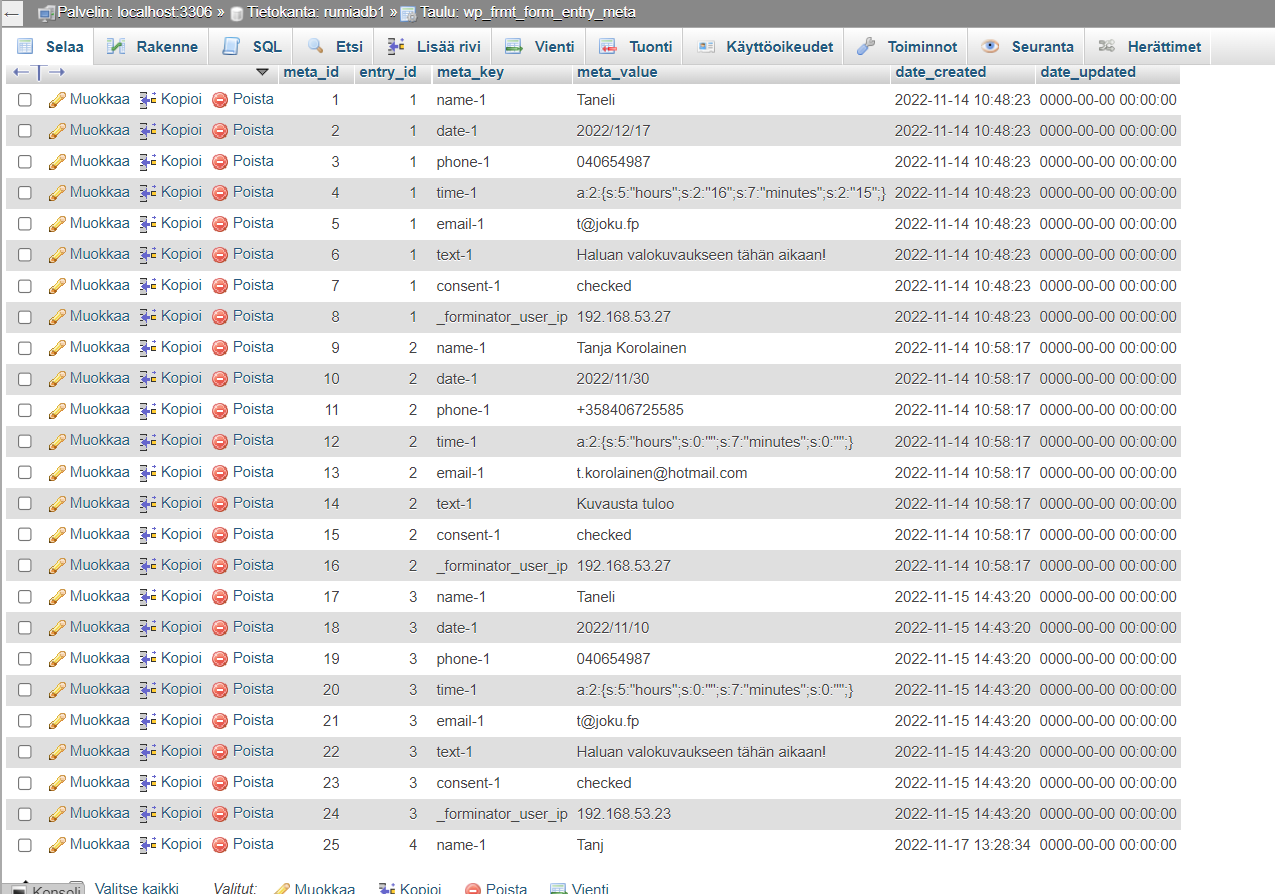 Palvelin: localhost:3306 » Tietokanta: rumiadb1 » Taulu: wp_frmt_form_entry_meta
Selaa Rakenne SQL Etsi Lisää rivi Vienti Tuonti Käyttöoikeudet Toiminnot Seuranta Herättimet
←T→ meta_id entry_id meta_key meta_value date_created date_updated
Muokkaa Kopioi Poista 1 1 name-1 Taneli 2022-11-14 10:48:23 0000-00-00 00:00:00
Muokkaa Kopioi Poista 2 1 date-1 2022/12/17 2022-11-14 10:48:23 0000-00-00 00:00:00
Muokkaa Kopioi Poista 3 1 phone-1 040654987 2022-11-14 10:48:23 0000-00-00 00:00:00
Muokkaa Kopioi Poista 4 1 time-1 a:2:{s:5:"hours";s:2:"16";s:7:"minutes";s:2:"15";} 2022-11-14 10:48:23 0000-00-00 00:00:00
Muokkaa Kopioi Poista 5 1 email-1 t@joku.fp 2022-11-14 10:48:23 0000-00-00 00:00:00
Muokkaa Kopioi Poista 6 1 text-1 Haluan valokuvaukseen tähän aikaan! 2022-11-14 10:48:23 0000-00-00 00:00:00
Muokkaa Kopioi Poista 7 1 consent-1 checked 2022-11-14 10:48:23 0000-00-00 00:00:00
Muokkaa Kopioi Poista 8 1 _forminator_user_ip 192.168.53.27 2022-11-14 10:48:23 0000-00-00 00:00:00
Muokkaa Kopioi Poista 9 2 name-1 Tanja Korolainen 2022-11-14 10:58:17 0000-00-00 00:00:00
Muokkaa Kopioi Poista 10 2 date-1 2022/11/30 2022-11-14 10:58:17 0000-00-00 00:00:00
Muokkaa Kopioi Poista 11 2 phone-1 +358406725585 2022-11-14 10:58:17 0000-00-00 00:00:00
Muokkaa Kopioi Poista 12 2 time-1 a:2:{s:5:"hours";s:0:"";s:7:"minutes";s:0:"";} 2022-11-14 10:58:17 0000-00-00 00:00:00
Muokkaa Kopioi Poista 13 2 email-1 t.korolainen@hotmail.com 2022-11-14 10:58:17 0000-00-00 00:00:00
Muokkaa Kopioi Poista 14 2 text-1 Kuvausta tuloo 2022-11-14 10:58:17 0000-00-00 00:00:00
Muokkaa Kopioi Poista 15 2 consent-1 checked 2022-11-14 10:58:17 0000-00-00 00:00:00
Muokkaa Kopioi Poista 16 2 _forminator_user_ip 192.168.53.27 2022-11-14 10:58:17 0000-00-00 00:00:00
Muokkaa Kopioi Poista 17 3 name-1 Taneli 2022-11-15 14:43:20 0000-00-00 00:00:00
Muokkaa Kopioi Poista 18 3 date-1 2022/11/10 2022-11-15 14:43:20 0000-00-00 00:00:00
Muokkaa Kopioi Poista 19 3 phone-1 040654987 2022-11-15 14:43:20 0000-00-00 00:00:00
Muokkaa Kopioi Poista 20 3 time-1 a:2:{s:5:"hours";s:0:"";s:7:"minutes";s:0:"";} 2022-11-15 14:43:20 0000-00-00 00:00:00
Muokkaa Kopioi Poista 21 3 email-1 t@joku.fp 2022-11-15 14:43:20 0000-00-00 00:00:00
Muokkaa Kopioi Poista 22 3 text-1 Haluan valokuvaukseen tähän aikaan! 2022-11-15 14:43:20 0000-00-00 00:00:00
Muokkaa Kopioi Poista 23 3 consent-1 checked 2022-11-15 14:43:20 0000-00-00 00:00:00
Muokkaa Kopioi Poista 24 3 _forminator_user_ip 192.168.53.23 2022-11-15 14:43:20 0000-00-00 00:00:00
Muokkaa Kopioi Poista 25 4 name-1 Tanj 2022-11-17 13:28:34 0000-00-00 00:00:00
Konsoli Valitse kaikki Valitut: Muokkaa Kopioi Poista Vienti